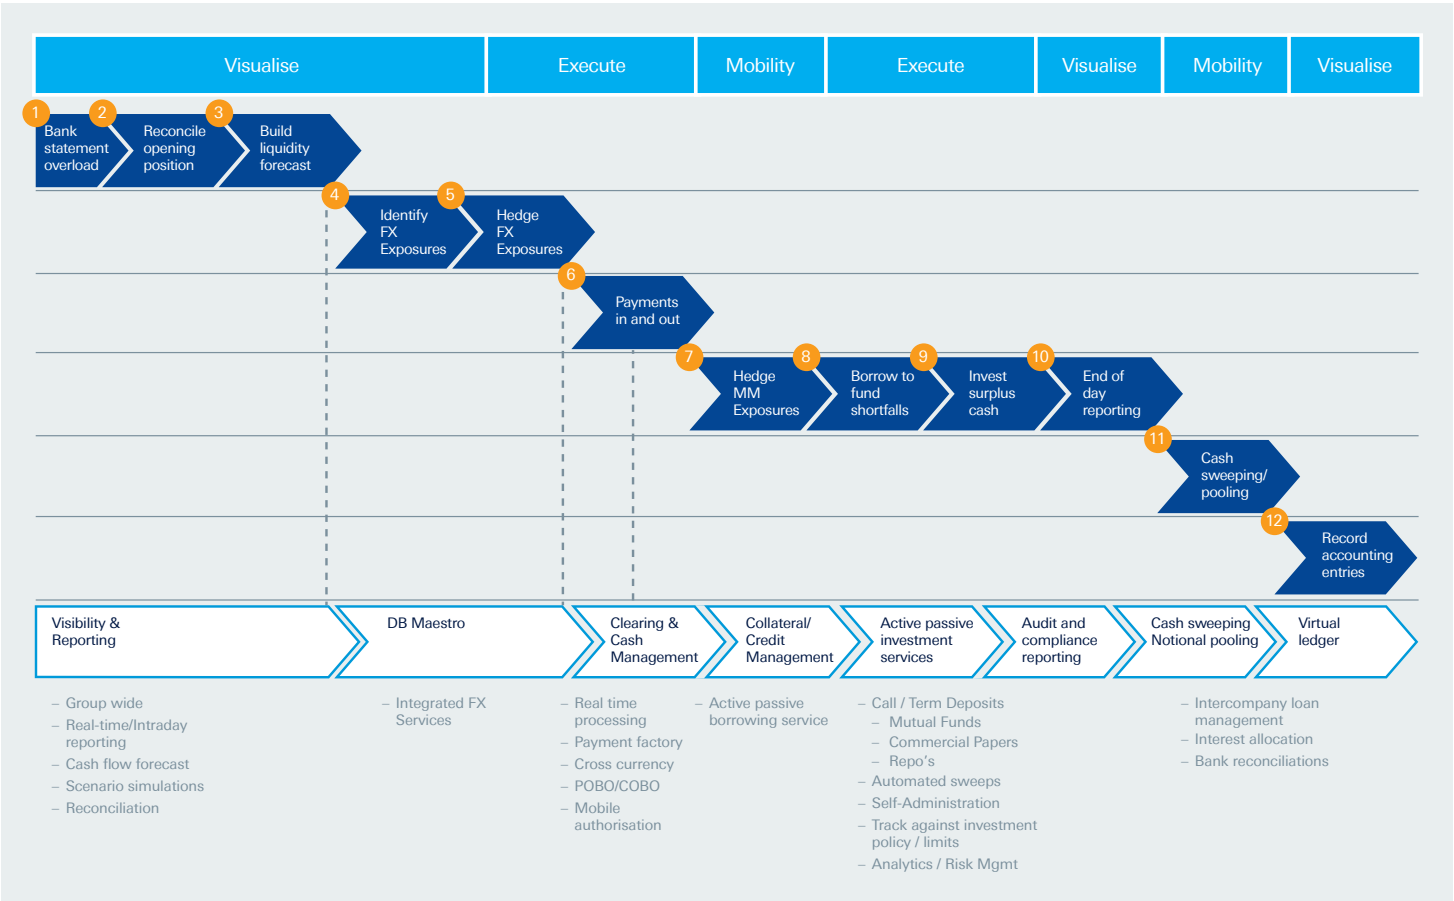 Visualise
Execute
Mobility
Execute
Visualise
Mobility
Visualise
1
Bank
statement
overload
2
Reconcile
opening
position
3
Build
liquidity
forecast
4
Identify
FX
Exposures
5
Hedge
FX
Exposures
6
Payments
in and out
7
Hedge
MM
Exposures
8
Borrow to
fund
shortfalls
9
Invest
surplus
cash
10
End of
day
reporting
11
Cash
sweeping/
pooling
12
Record
accounting
entries
Visibility &
Reporting
DB Maestro
Clearing &
Cash
Management
Collateral/
Credit
Management
Active passive
investment
services
Audit and
compliance
reporting
Cash sweeping
Notional pooling
Virtual
ledger
– Group wide
– Real-time/Intraday
reporting
– Cash flow forecast
– Scenario simulations
– Reconciliation
– Integrated FX
Services
– Real time
processing
– Payment factory
– Cross currency
– POBO/COBO
– Mobile
authorisation
– Active passive
borrowing service
– Call / Term Deposits
– Mutual Funds
– Commercial Papers
– Repo's
– Automated sweeps
– Self-Administration
– Track against investment
policy / limits
– Analytics / Risk Mgmt
– Intercompany loan
management
– Interest allocation
– Bank reconciliations